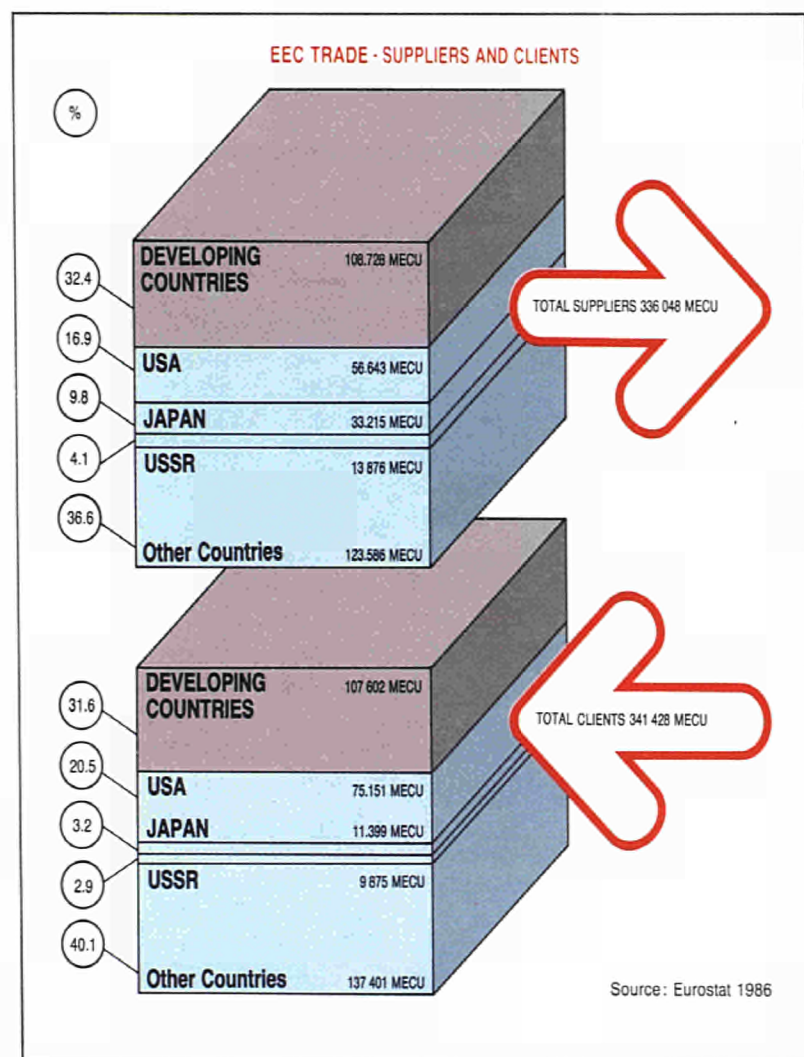 EEC TRADE - SUPPLIERS AND CLIENTS
%
DEVELOPING 108.728 MECU
COUNTRIES
32.4
TOTAL SUPPLIERS 336 048 MECU
16.9
USA 56.643 MECU
9.8
JAPAN 33.215 MECU
4.1
USSR 13 876 MECU
36.6
Other Countries 123.586 MECU
DEVELOPING 107 602 MECU
COUNTRIES
31.6
TOTAL CLIENTS 341 428 MECU
20.5
USA 75.151 MECU
3.2
JAPAN 11.399 MECU
2.9
USSR 9 875 MECU
40.1
Other Countries 137 401 MECU
Source: Eurostat 1986